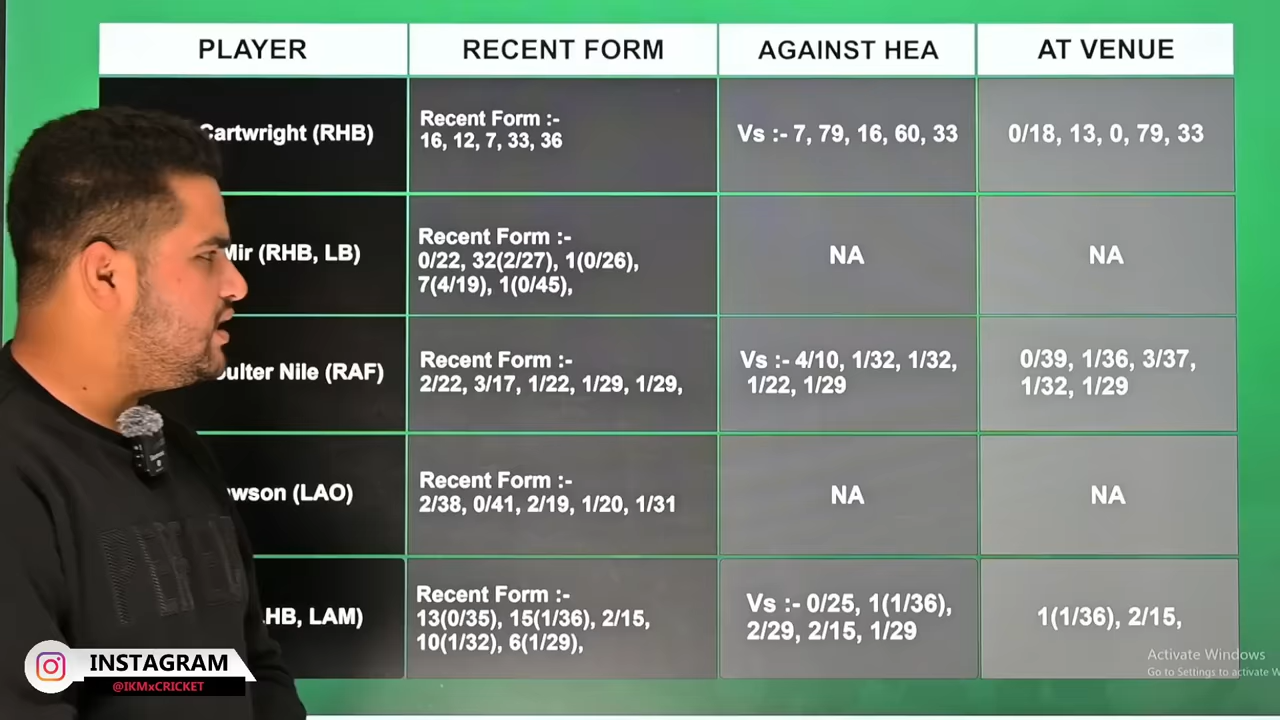 PLAYER RECENT FORM AGAINST HEA AT VENUE
Cartwright (RHB)
Recent Form :-
16, 12, 7, 33, 36
Vs :- 7, 79, 16, 60, 33
0/18, 13, 0, 79, 33
Mir (RHB, LB)
Recent Form :-
0/22, 32(2/27), 1(0/26),
7(4/19), 1(0/45),
NA
NA
Nile (RAF)
Recent Form :-
2/22, 3/17, 1/22, 1/29, 1/29,
Vs :- 4/10, 1/32, 1/32,
1/22, 1/29
0/39, 1/36, 3/37,
1/32, 1/29
(LAO)
Recent Form :-
2/38, 0/41, 2/19, 1/20, 1/31
NA
NA
LAM)
Recent Form :-
13(0/35), 15(1/36), 2/15,
10(1/32), 6(1/29),
Vs :- 0/25, 1(1/36),
2/29, 2/15, 1/29
1(1/36), 2/15,
INSTAGRAM
@IKMxCRICKET
Activate Windows
Go to Settings to activate